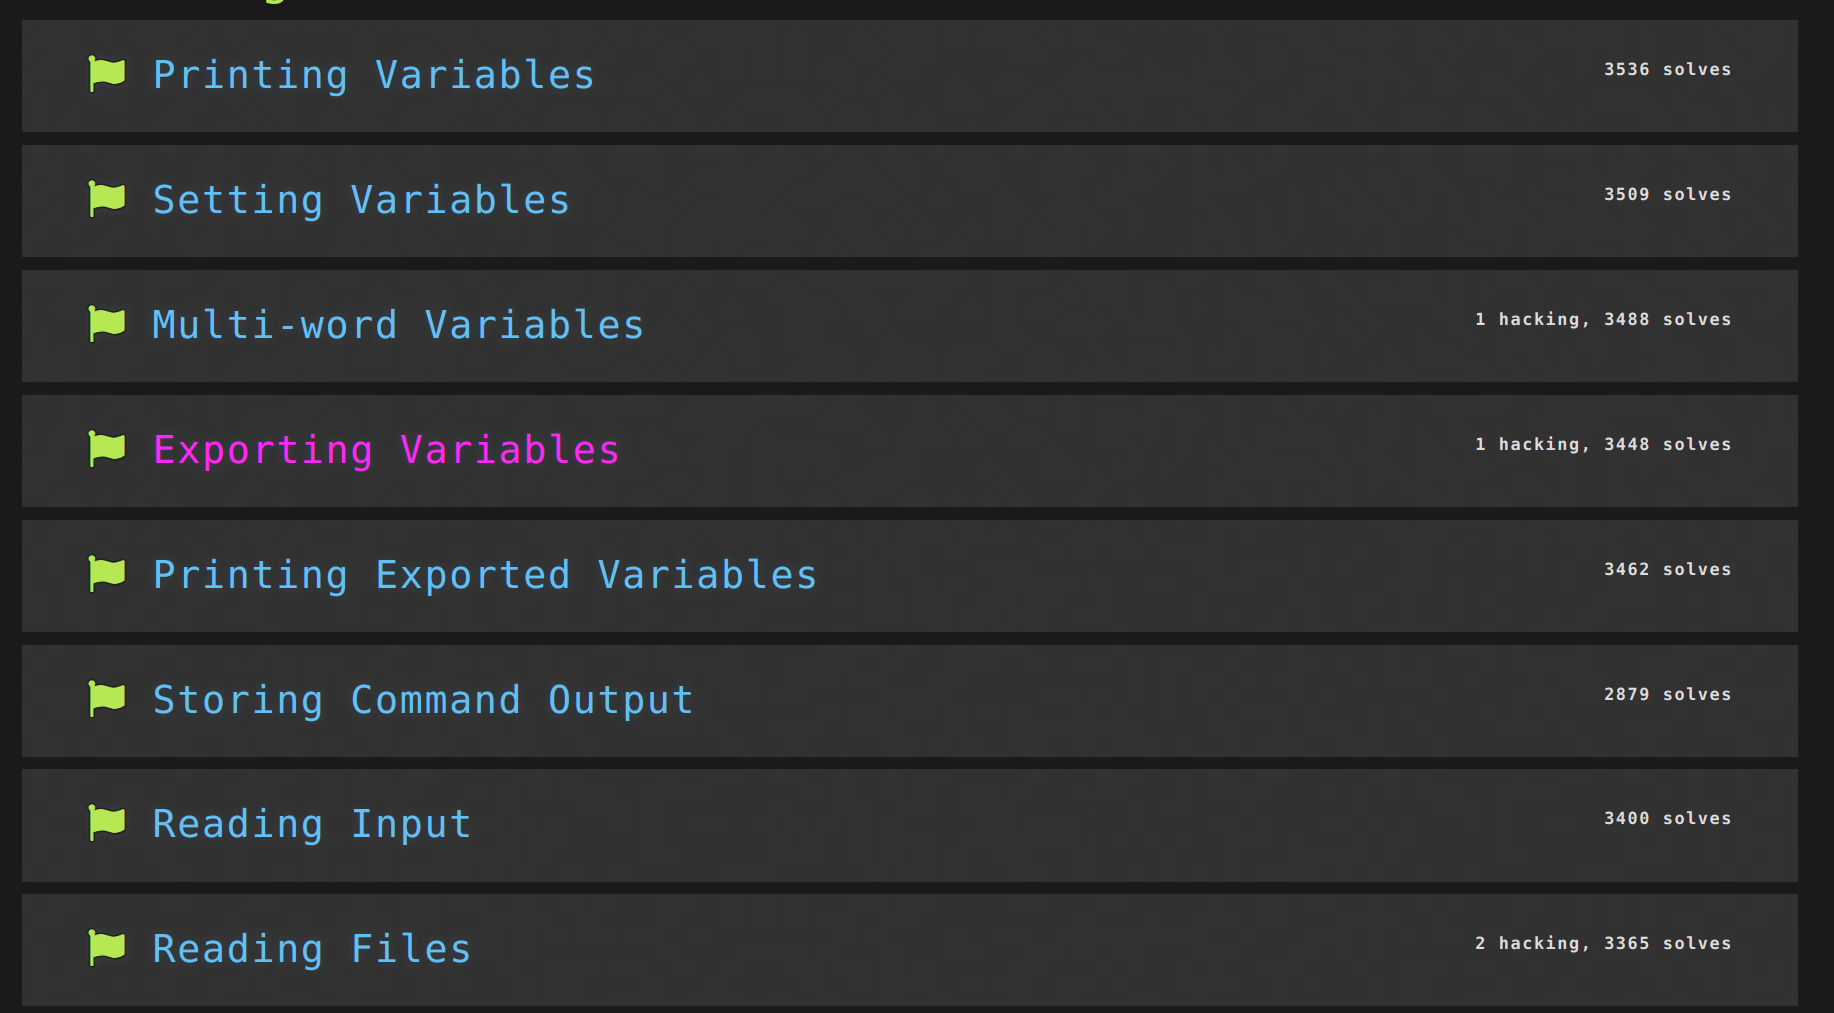 Printing Variables
3536 solves
Setting Variables
3509 solves
Multi-word Variables
1 hacking, 3488 solves
Exporting Variables
1 hacking, 3448 solves
Printing Exported Variables
3462 solves
Storing Command Output
2879 solves
Reading Input
3400 solves
Reading Files
2 hacking, 3365 solves